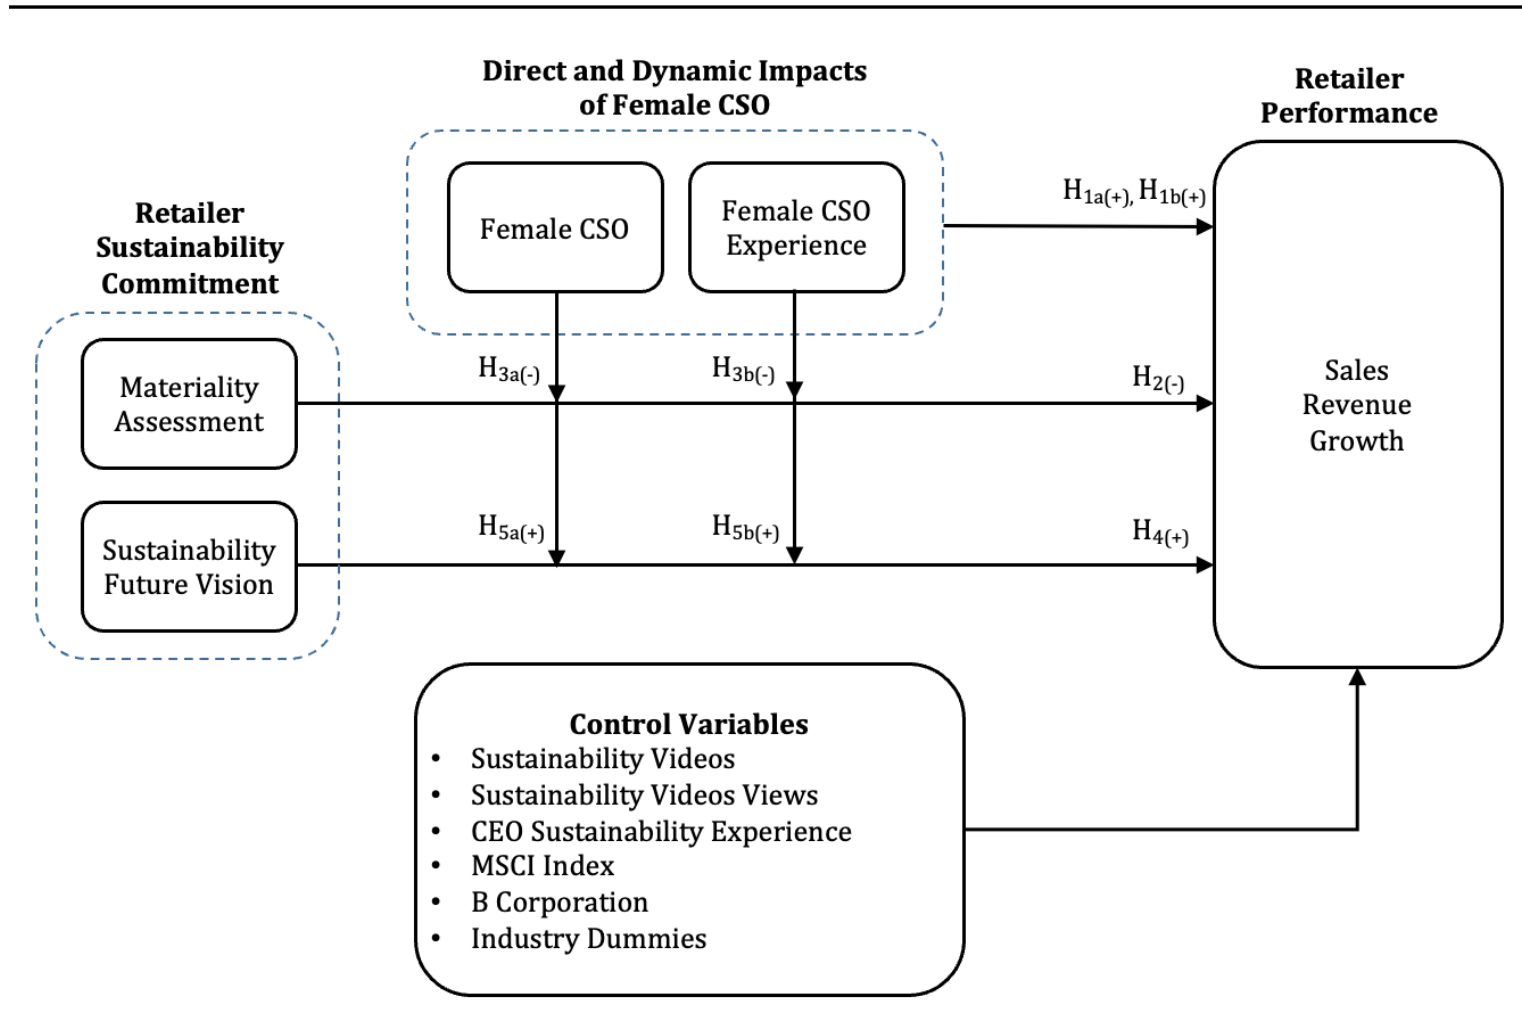 Direct and Dynamic Impacts
of Female CSO
Retailer
Performance
Female CSO
Female CSO
Experience
H1a(+), H1b(+)
Retailer
Sustainability
Commitment
Materiality
Assessment
H3a(-)
H3b(-)
H2(-)
Sales
Revenue
Growth
Sustainability
Future Vision
H5a(+)
H5b(+)
H4(+)
Control Variables
• Sustainability Videos
• Sustainability Videos Views
• CEO Sustainability Experience
• MSCI Index
• B Corporation
• Industry Dummies